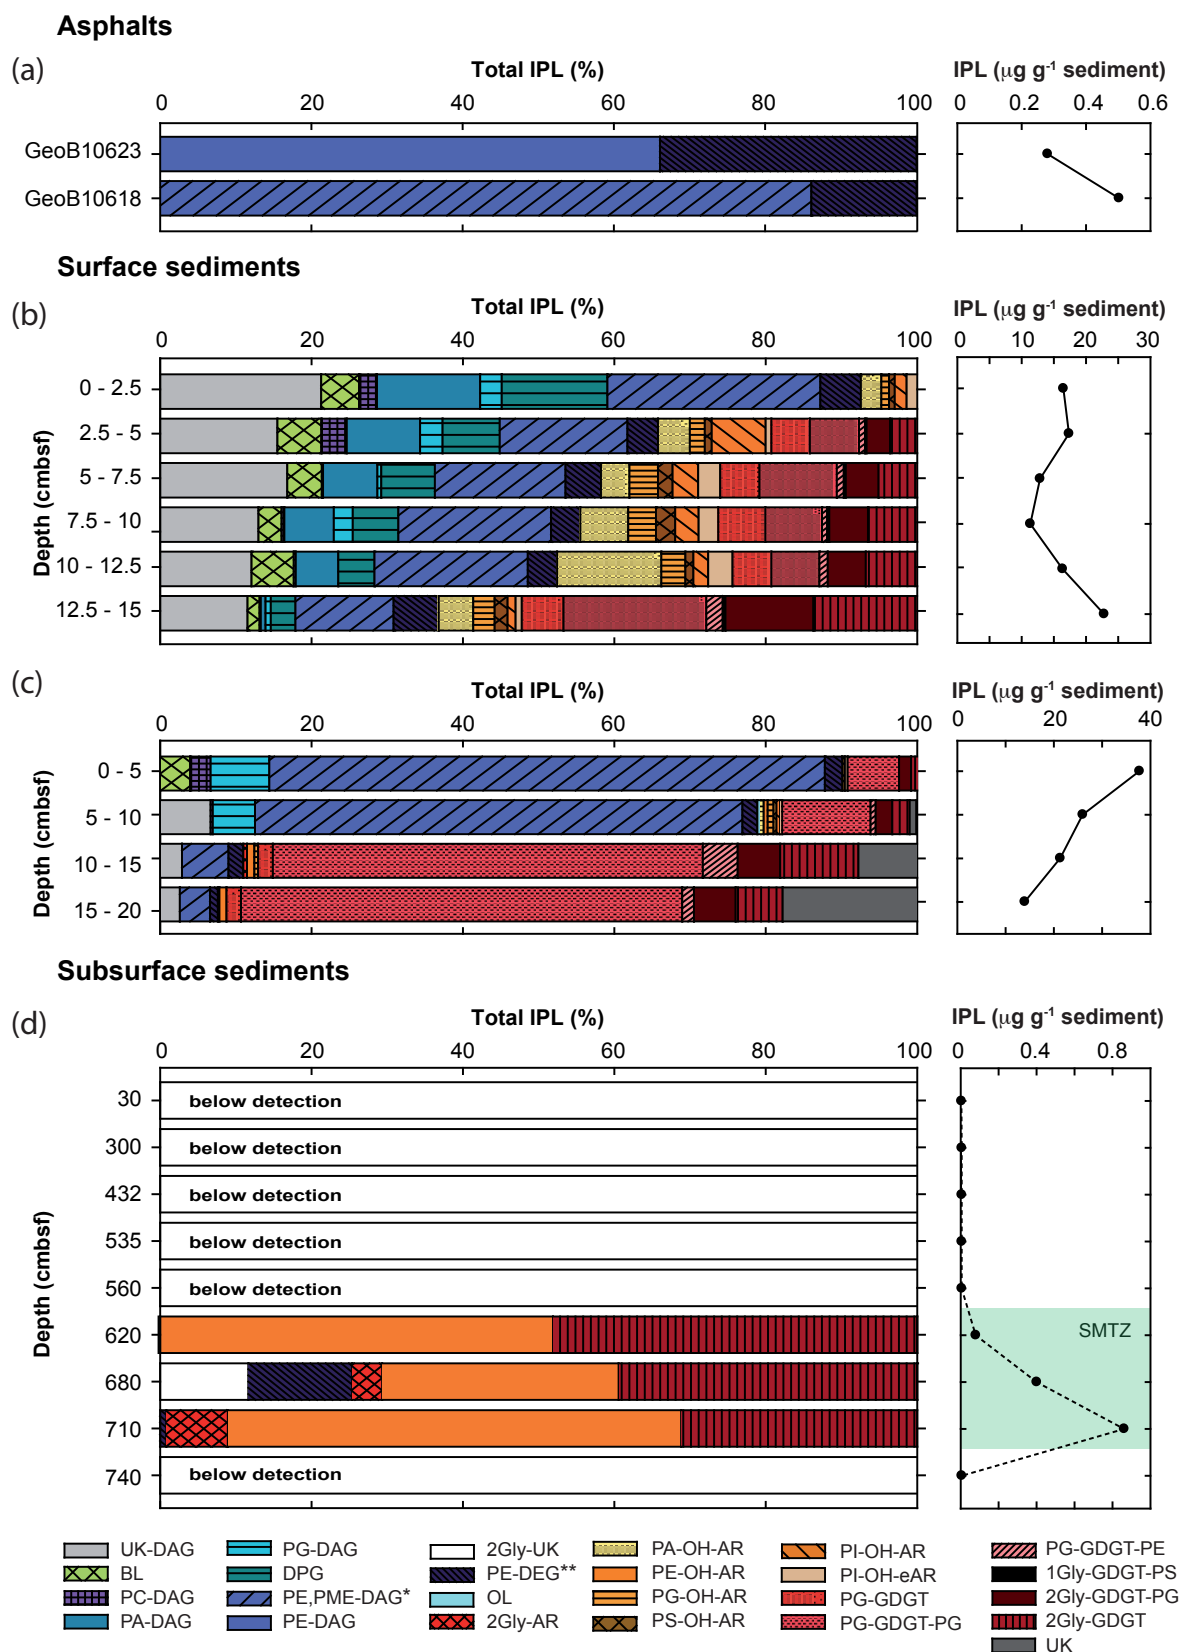 Asphalts
(a)
Total IPL (%)
IPL (µg g-1 sediment)
0 20 40 60 80 100
0 0.2 0.4 0.6
GeoB10623
GeoB10618
Surface sediments
(b)
Total IPL (%)
IPL (µg g-1 sediment)
0 20 40 60 80 100
0 10 20 30
Depth (cmbsf)
0 - 2.5
2.5 - 5
5 - 7.5
7.5 - 10
10 - 12.5
12.5 - 15
(c)
Total IPL (%)
IPL (µg g-1 sediment)
0 20 40 60 80 100
0 20 40
Depth (cmbsf)
0 - 5
5 - 10
10 - 15
15 - 20
Subsurface sediments
(d)
Total IPL (%)
IPL (µg g-1 sediment)
0 20 40 60 80 100
0 0.4 0.8
Depth (cmbsf)
30 below detection
300 below detection
432 below detection
535 below detection
560 below detection
620
SMTZ
680
710
740 below detection
UK-DAG
BL
PC-DAG
PA-DAG
PG-DAG
DPG
PE,PME-DAG*
PE-DAG
2Gly-UK
PE-DEG**
OL
2Gly-AR
PA-OH-AR
PE-OH-AR
PG-OH-AR
PS-OH-AR
PI-OH-AR
PI-OH-eAR
PG-GDGT
PG-GDGT-PG
PG-GDGT-PE
1Gly-GDGT-PS
2Gly-GDGT-PG
2Gly-GDGT
UK